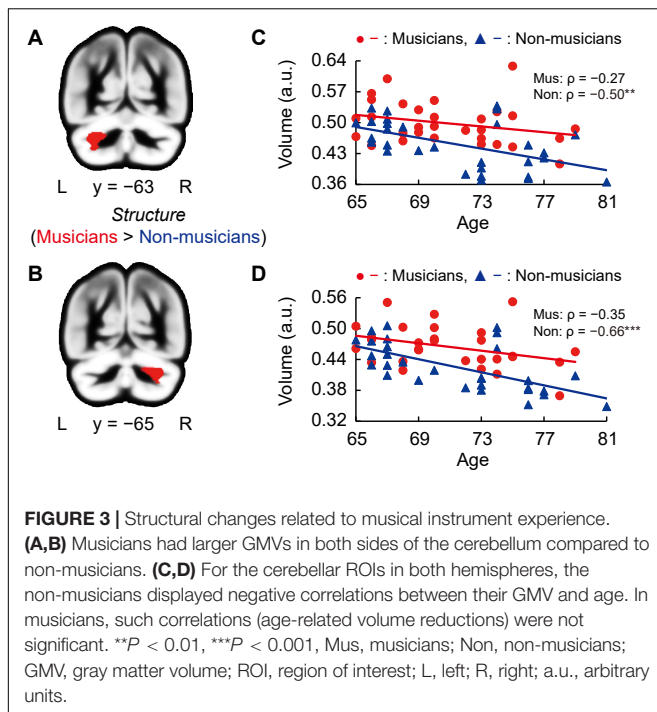 A
L y = −63 R
Structure
(Musicians > Non-musicians)
B
L y = −65 R
C
● − : Musicians, ▲ − : Non-musicians
Mus: ρ = −0.27
Non: ρ = −0.50**
Volume (a.u.)
0.64
0.57
0.50
0.43
0.36
65 69 73 77 81
Age
D
● − : Musicians, ▲ − : Non-musicians
Mus: ρ = −0.35
Non: ρ = −0.66***
Volume (a.u.)
0.56
0.50
0.44
0.38
0.32
65 69 73 77 81
Age
FIGURE 3 | Structural changes related to musical instrument experience.
(A,B) Musicians had larger GMVs in both sides of the cerebellum compared to
non-musicians. (C,D) For the cerebellar ROIs in both hemispheres, the
non-musicians displayed negative correlations between their GMV and age. In
musicians, such correlations (age-related volume reductions) were not
significant. **P < 0.01, ***P < 0.001, Mus, musicians; Non, non-musicians;
GMV, gray matter volume; ROI, region of interest; L, left; R, right; a.u., arbitrary
units.